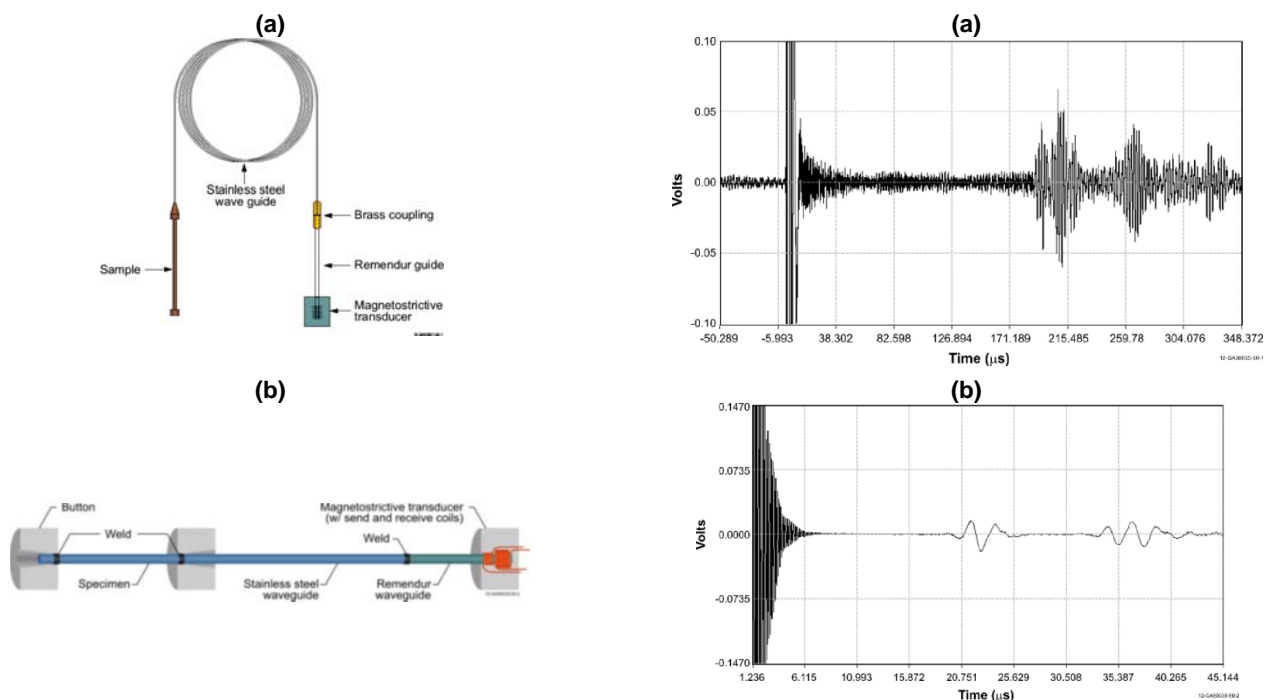 (a)
Stainless steel
wave guide
Brass coupling
Sample
Remendur guide
Magnetostrictive
transducer
(b)
Button
Magnetostrictive transducer
(w/ send and receive coils)
Weld
Weld
Specimen
Stainless steel
waveguide
Remendur
waveguide
(a)
0.10
0.05
0.00
-0.05
-0.10
Volts
-50.289 -5.993 38.302 82.598 126.894 171.189 215.485 259.78 304.076 348.372
Time (μs)
(b)
0.1470
0.0735
0.0000
-0.0735
-0.1470
Volts
1.236 6.115 10.993 15.872 20.751 25.629 30.508 35.387 40.265 45.144
Time (μs)